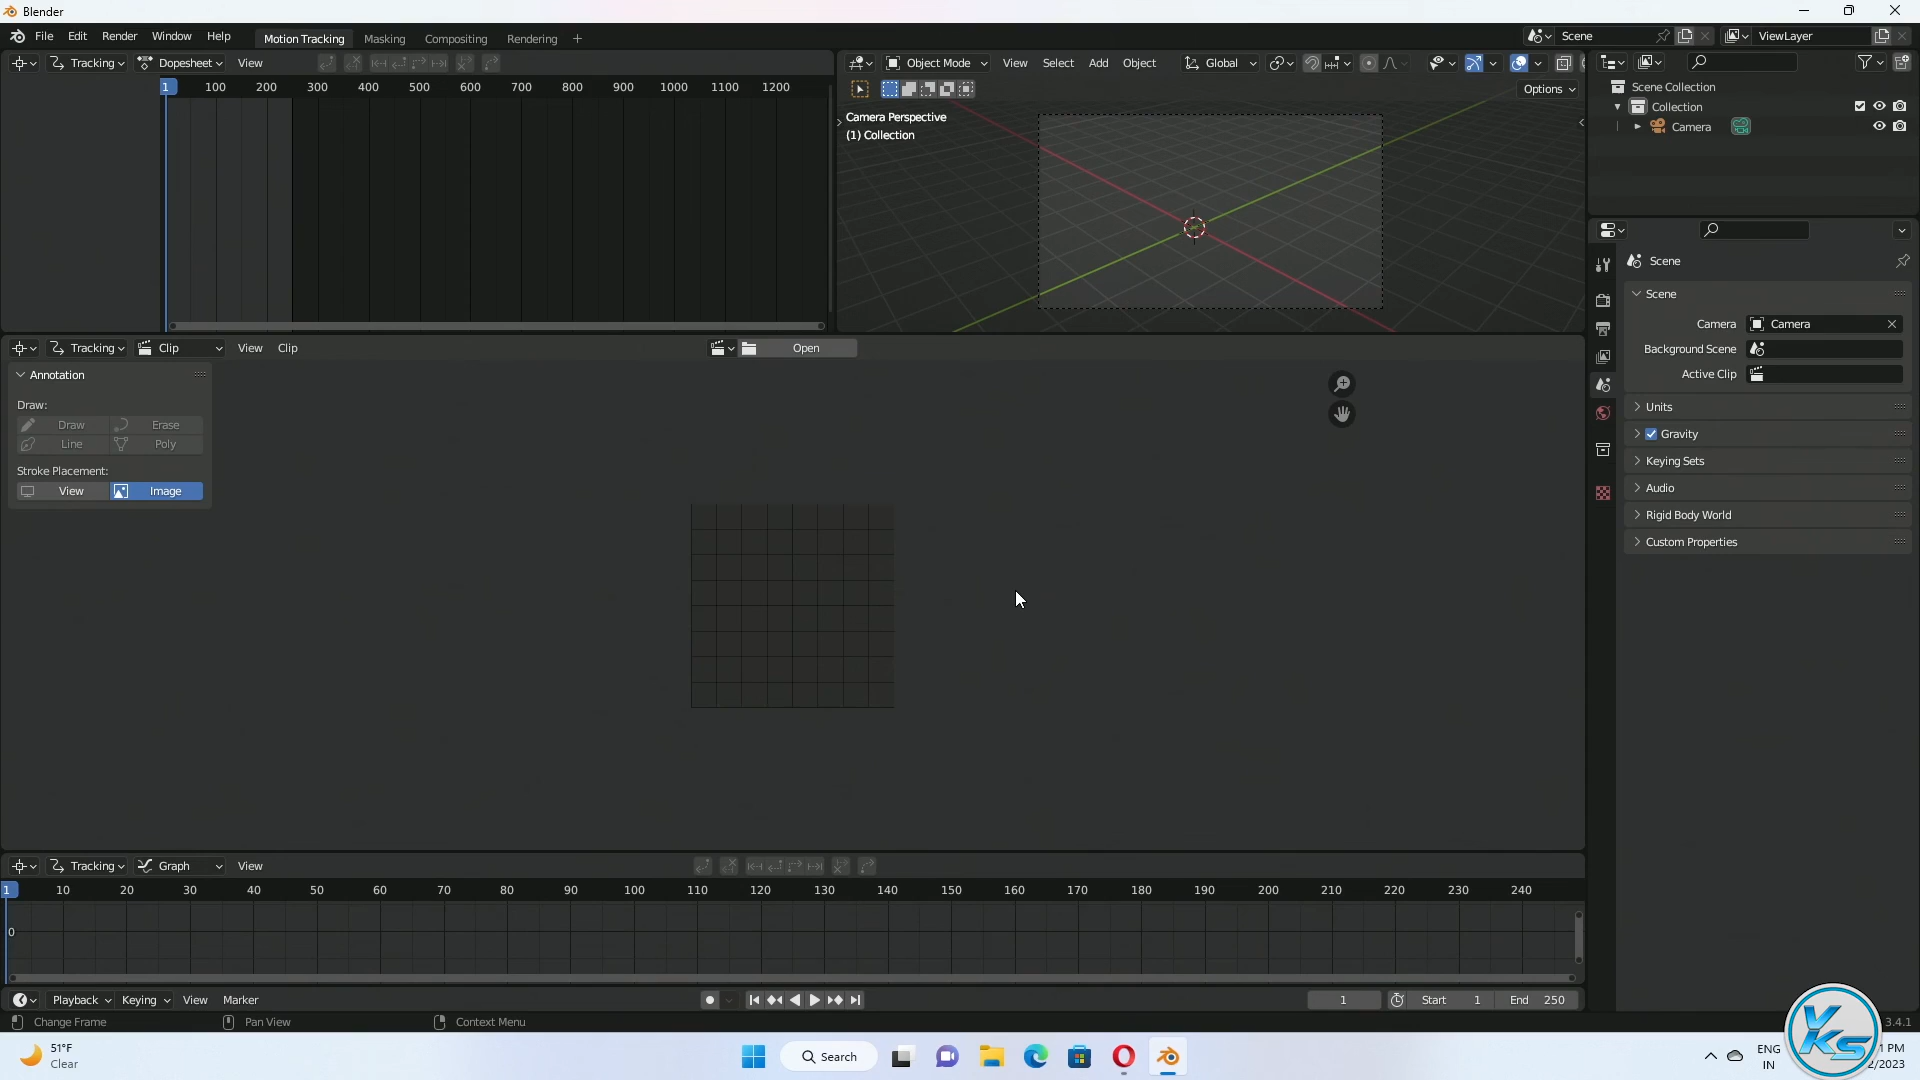 Blender
File Edit Render Window Help Motion Tracking Masking Compositing Rendering + Scene ViewLayer
Tracking Dopesheet View
1 100 200 300 400 500 600 700 800 900 1000 1100 1200
Object Mode View Select Add Object Global
Options
Camera Perspective
(1) Collection
Scene Collection
Collection
Camera
Scene
Scene
Camera Camera
Background Scene
Active Clip
Units
Gravity
Keying Sets
Audio
Rigid Body World
Custom Properties
Tracking Clip View Clip Open
Annotation
Draw:
Draw Erase
Line Poly
Stroke Placement:
View Image
Tracking Graph View
1 10 20 30 40 50 60 70 80 90 100 110 120 130 140 150 160 170 180 190 200 210 220 230 240
0
Playback Keying View Marker 1 Start 1 End 250
Change Frame Pan View Context Menu 3.4.1
51°F
Clear
Search
ENG
IN
1 PM
2/2023
YKS